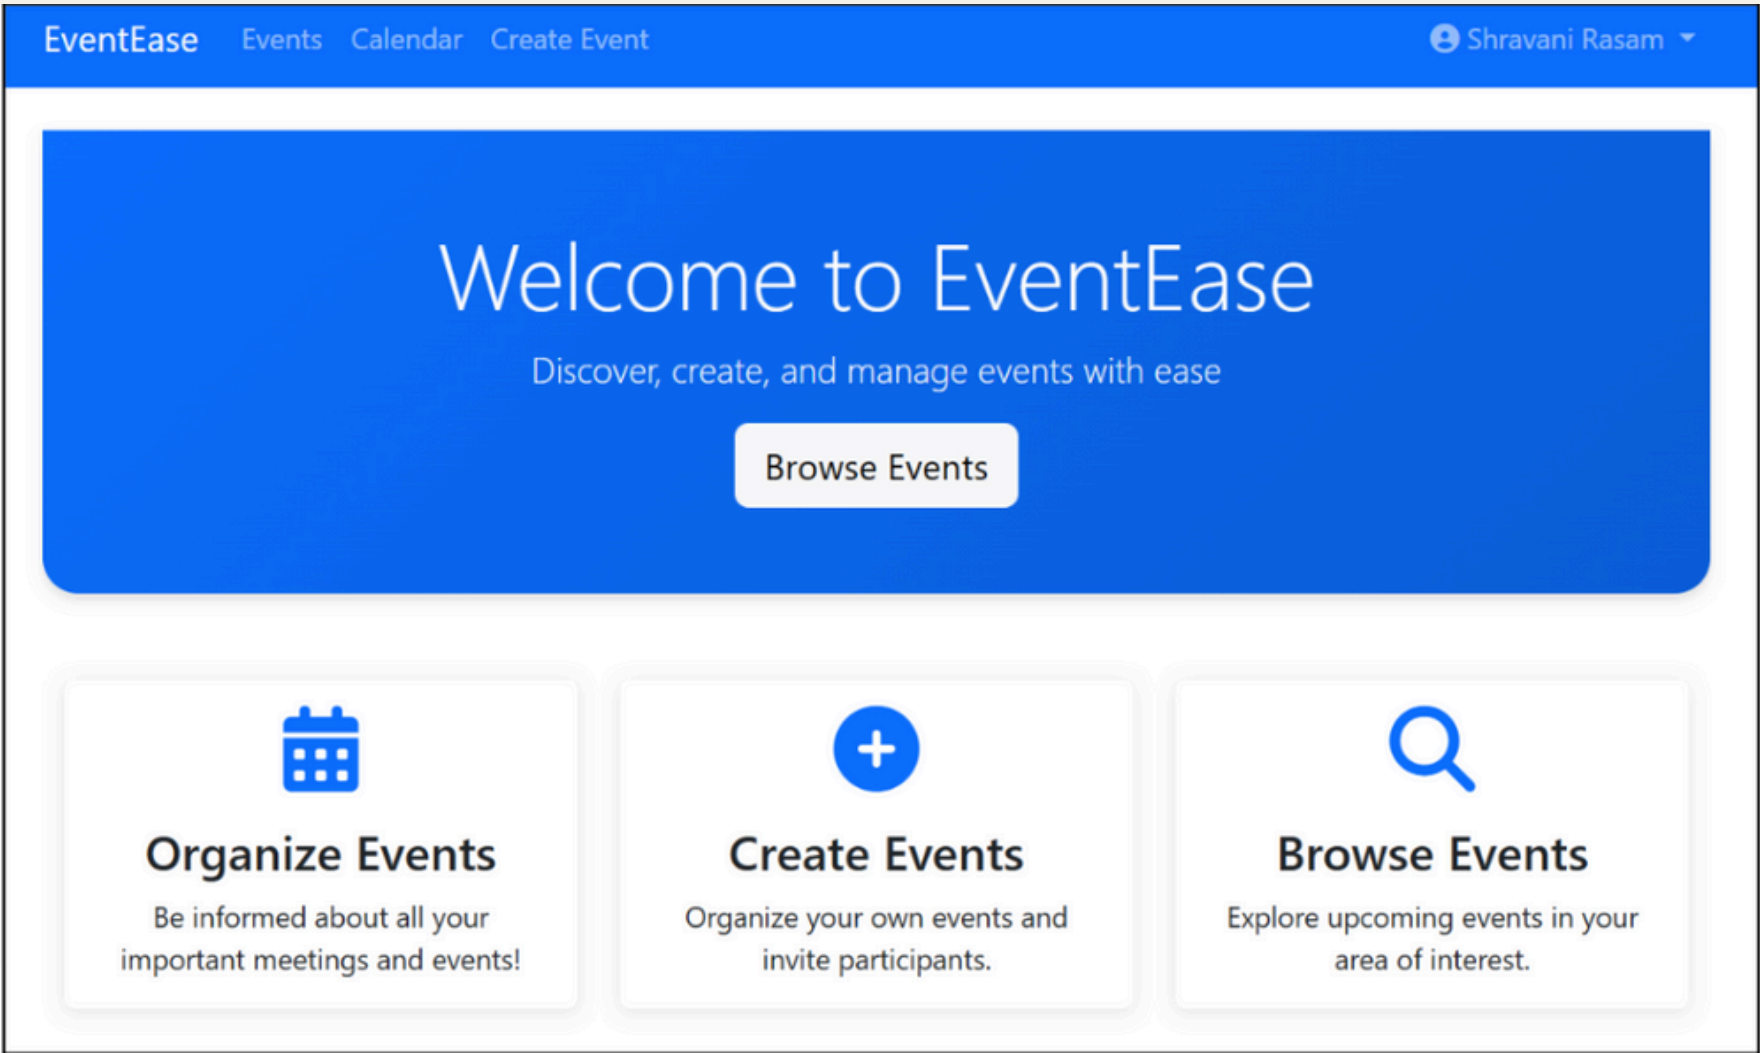 EventEase Events Calendar Create Event Shravani Rasam
Welcome to EventEase
Discover, create, and manage events with ease
Browse Events
Organize Events
Be informed about all your
important meetings and events!
Create Events
Organize your own events and
invite participants.
Browse Events
Explore upcoming events in your
area of interest.